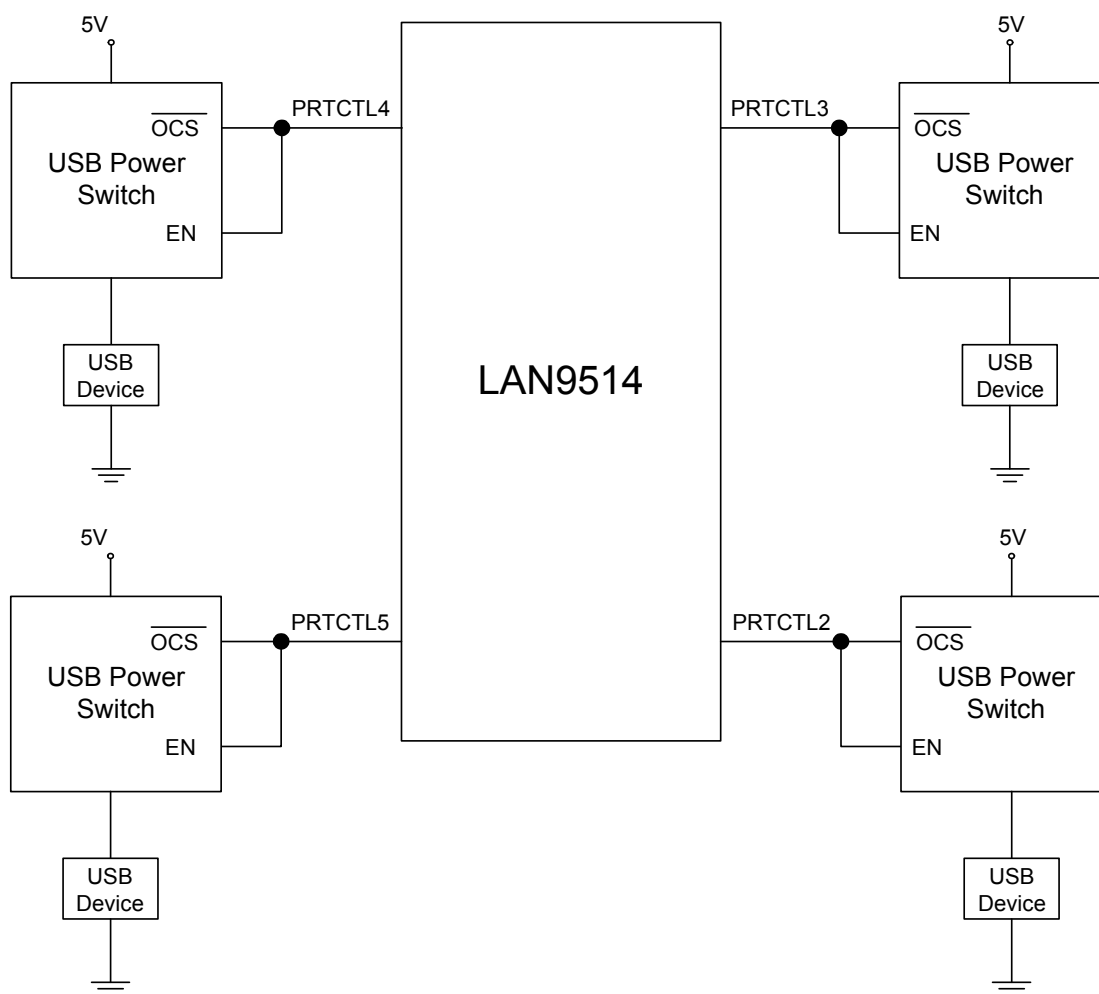 5V
OCS
USB Power
Switch
EN
USB
Device
PRTCTL4
PRTCTL3
5V
OCS
USB Power
Switch
EN
USB
Device
LAN9514
5V
OCS
USB Power
Switch
EN
USB
Device
PRTCTL5
PRTCTL2
5V
OCS
USB Power
Switch
EN
USB
Device